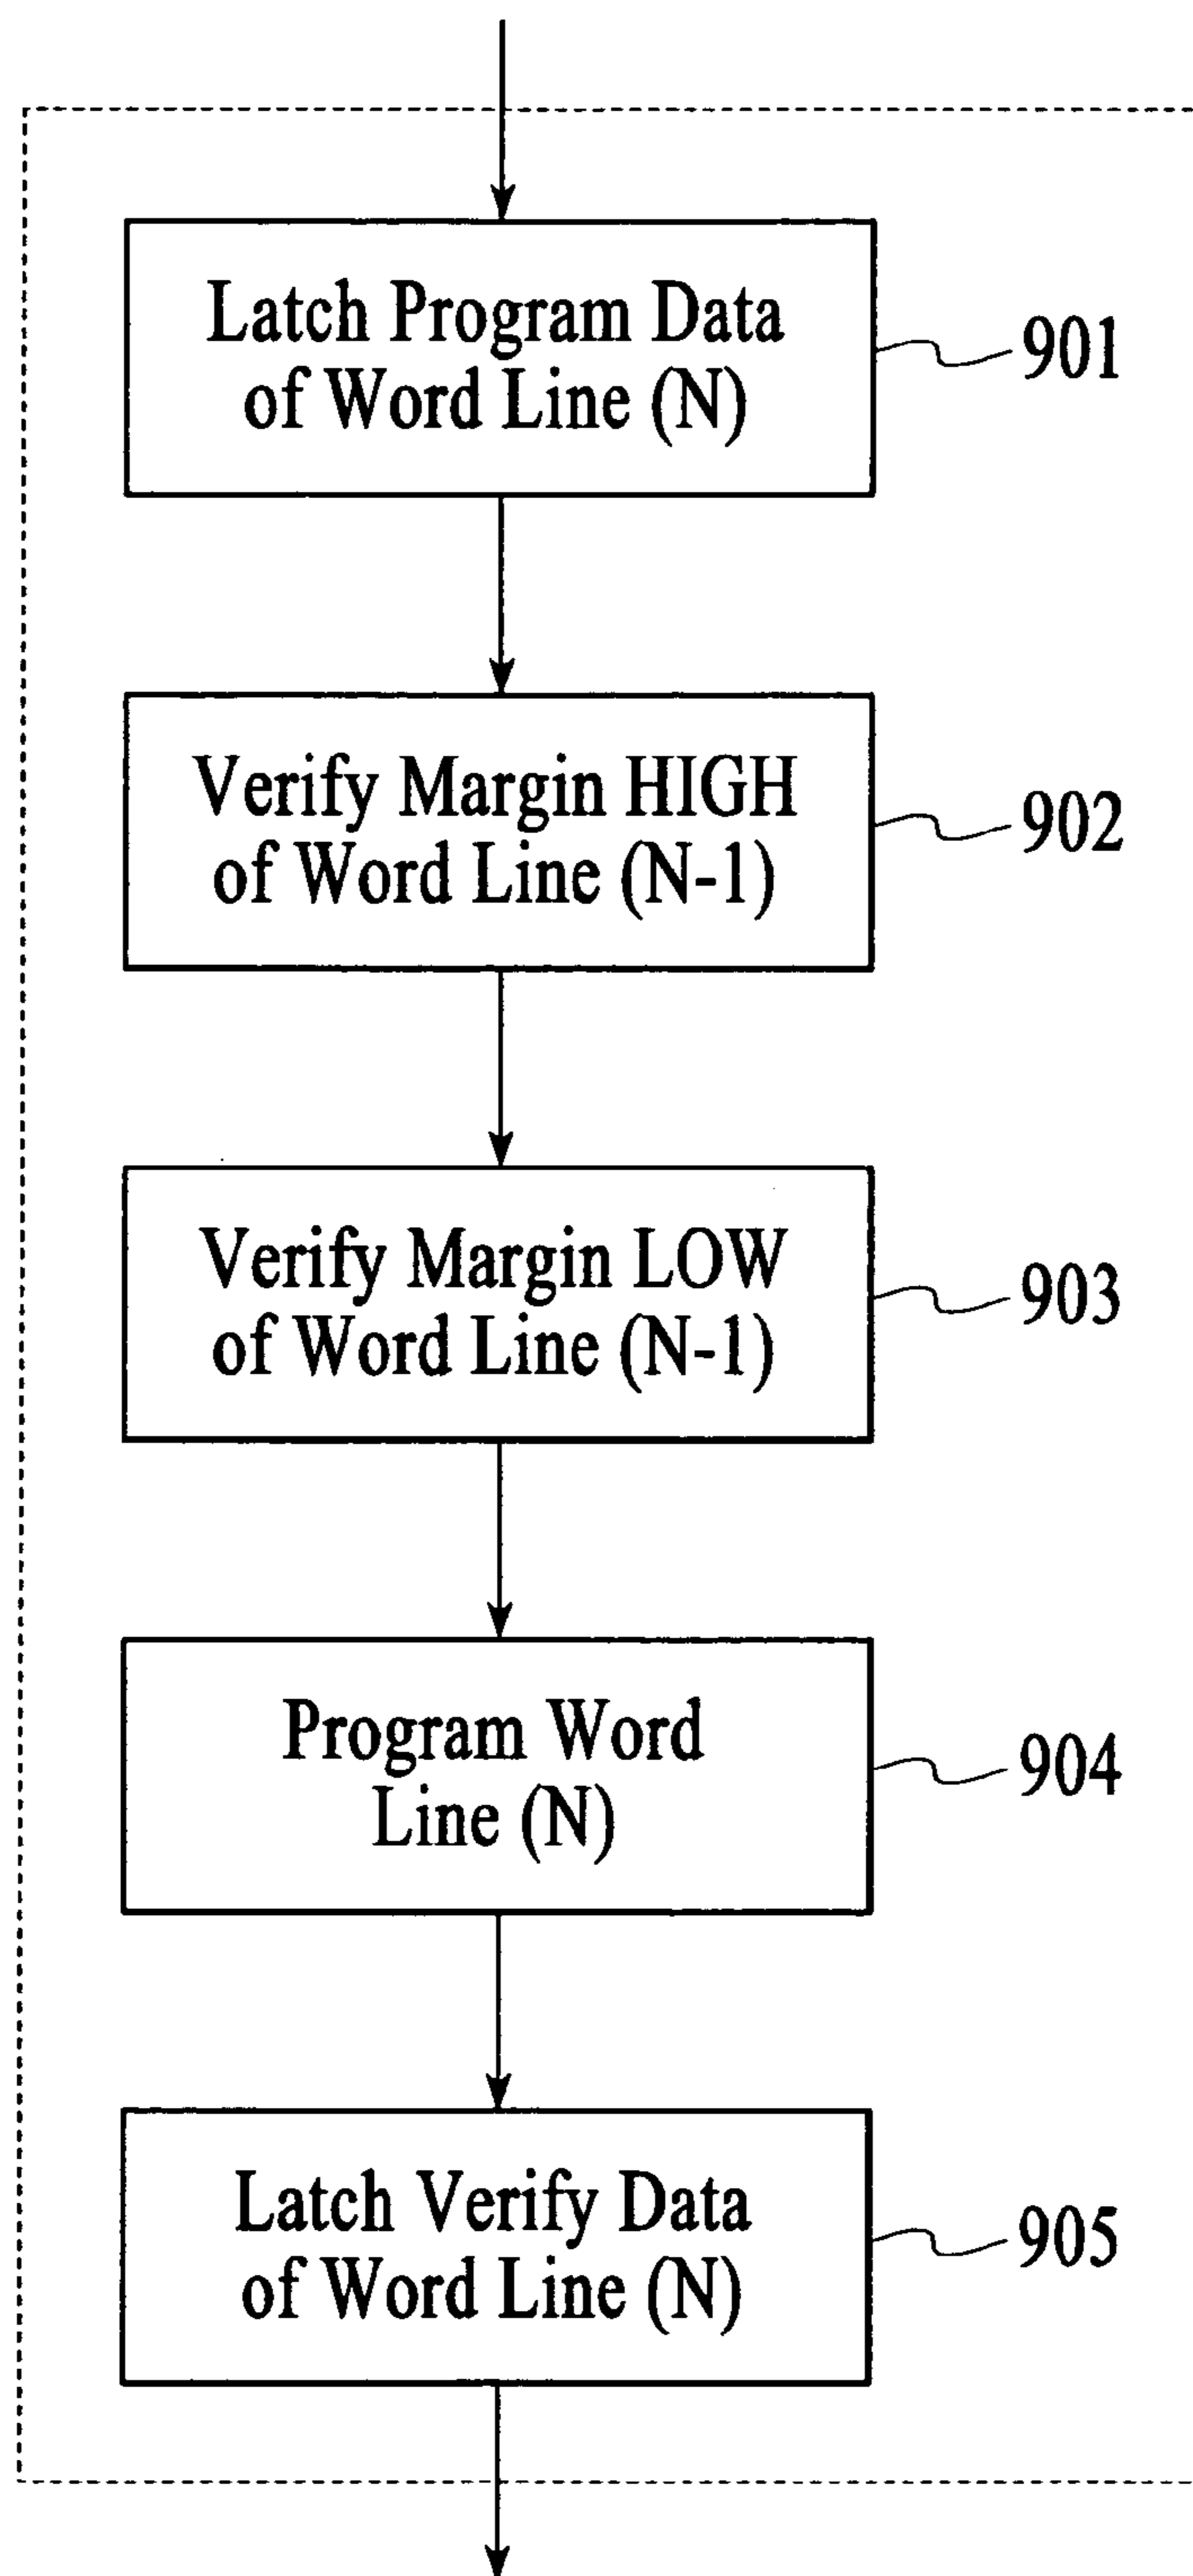 Latch Program Data
of Word Line (N)
901
Verify Margin HIGH
of Word Line (N-1)
902
Verify Margin LOW
of Word Line (N-1)
903
Program Word
Line (N)
904
Latch Verify Data
of Word Line (N)
905